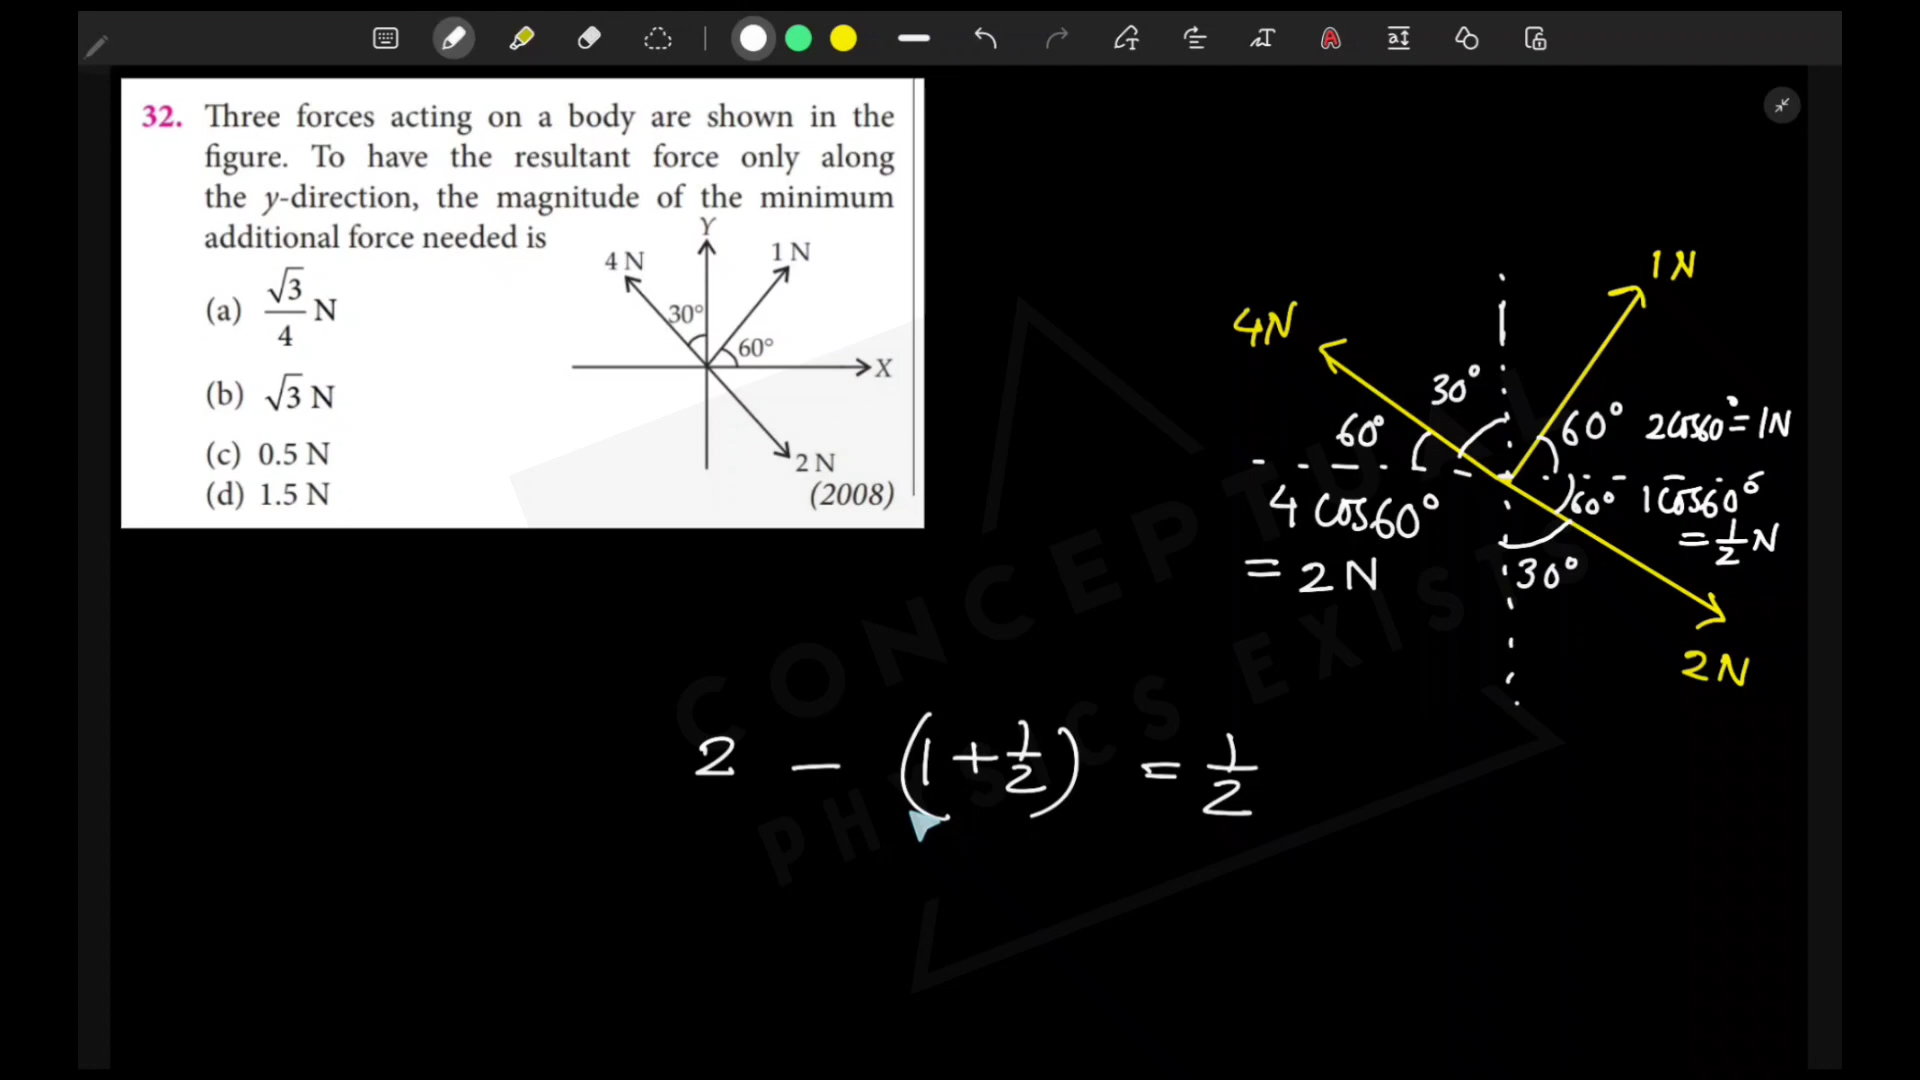 32. Three forces acting on a body are shown in the
figure. To have the resultant force only along
the y-direction, the magnitude of the minimum
additional force needed is
(a) √3/4 N
(b) √3 N
(c) 0.5 N
(d) 1.5 N
Y
4 N
1 N
30°
60°
X
2 N
(2008)
1N
4N
30°
60°
60° 2cos60° = 1N
4 cos60°
= 2N
60° 1cos60°
= 1/2 N
30°
2N
2 - (1 + 1/2) = 1/2
CONCEPTUAL
PHYSICS EXISTS